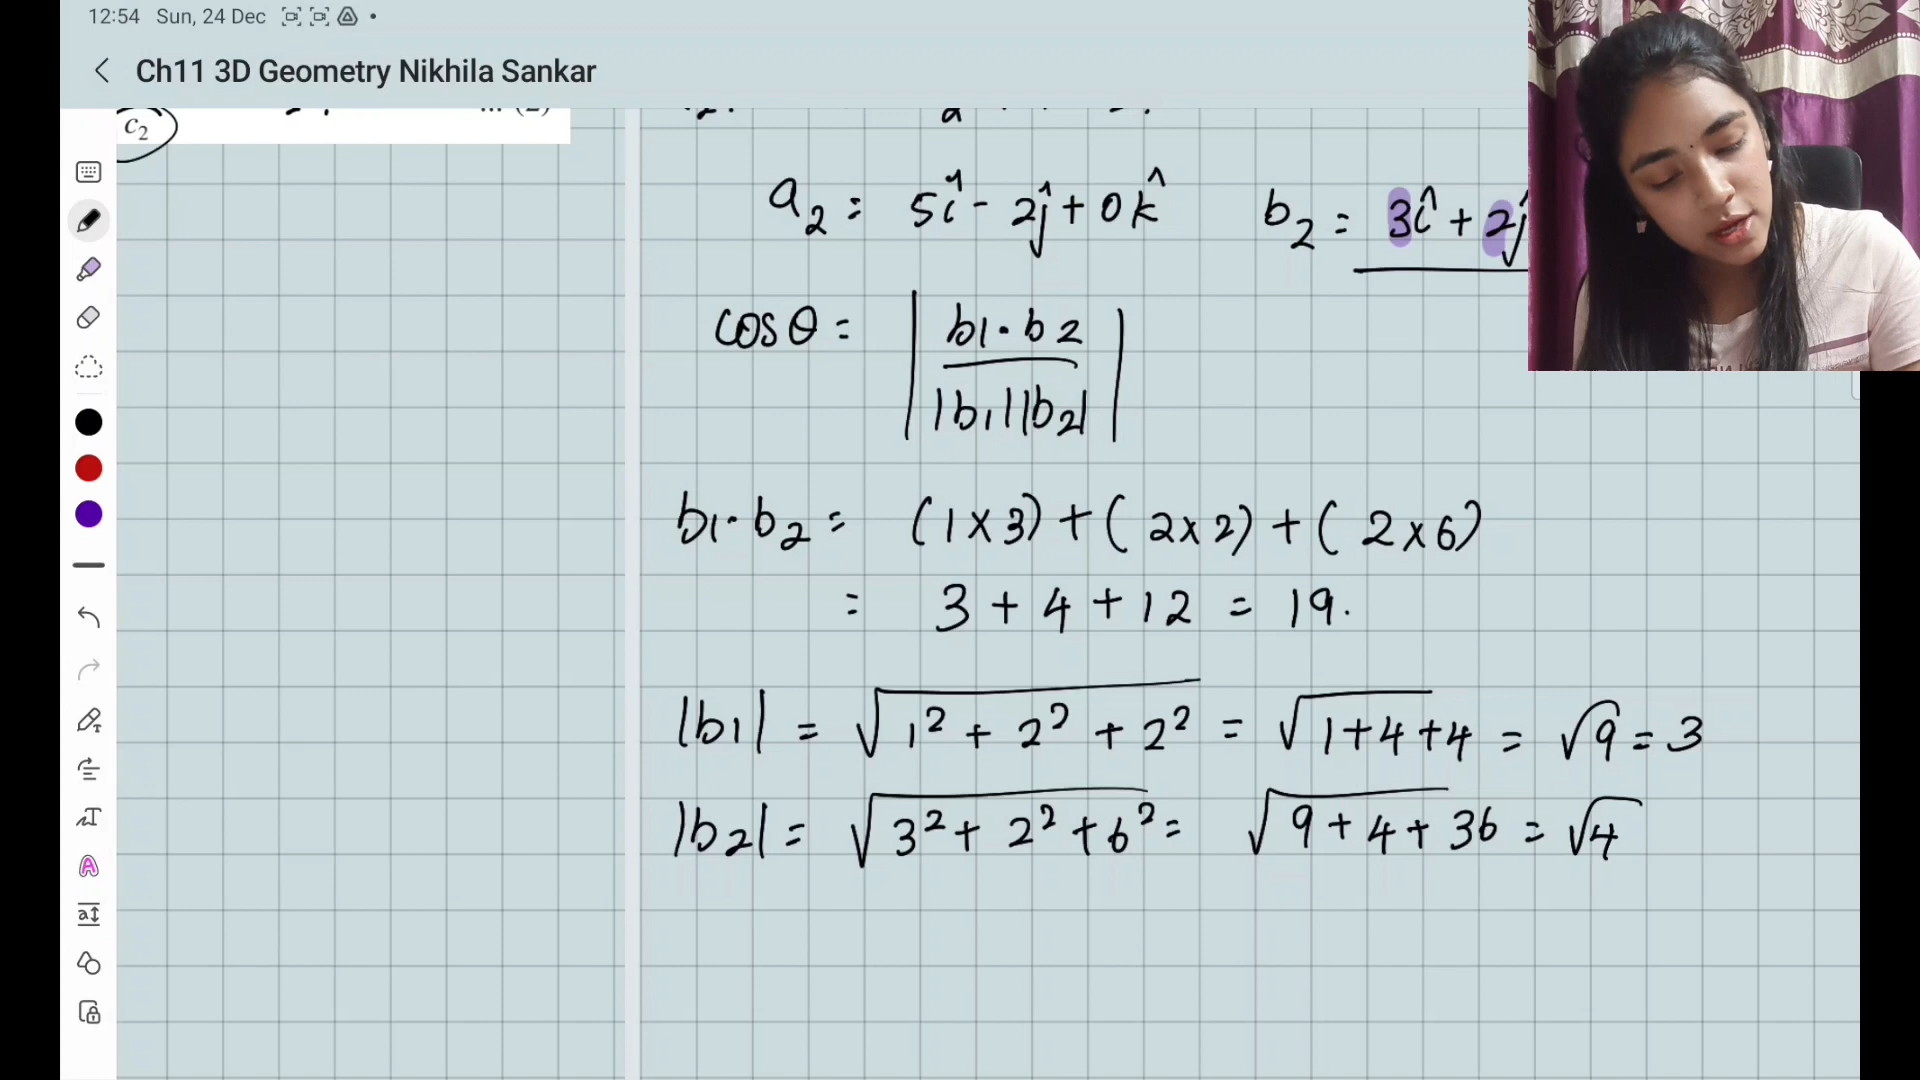 12:54 Sun, 24 Dec
Ch11 3D Geometry Nikhila Sankar
c₂
a₂ = 5î - 2ĵ + 0k̂ b₂ = 3î + 2ĵ
cosθ = | b1·b2 / |b1||b2| |
b1·b2 = (1×3) + (2×2) + (2×6)
= 3 + 4 + 12 = 19.
|b1| = √1² + 2² + 2² = √1+4+4 = √9 = 3
|b2| = √3² + 2² + 6² = √9 + 4 + 36 = √4